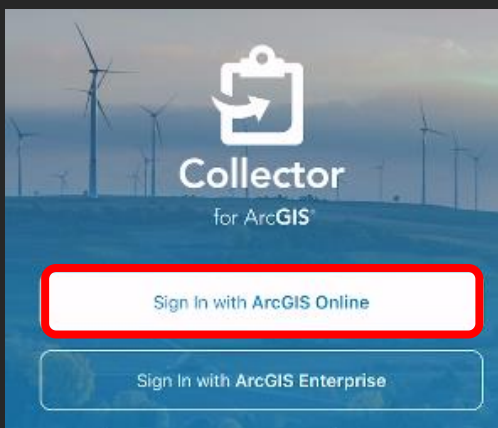 Collector
for ArcGIS®
Sign In with ArcGIS Online
Sign In with ArcGIS Enterprise